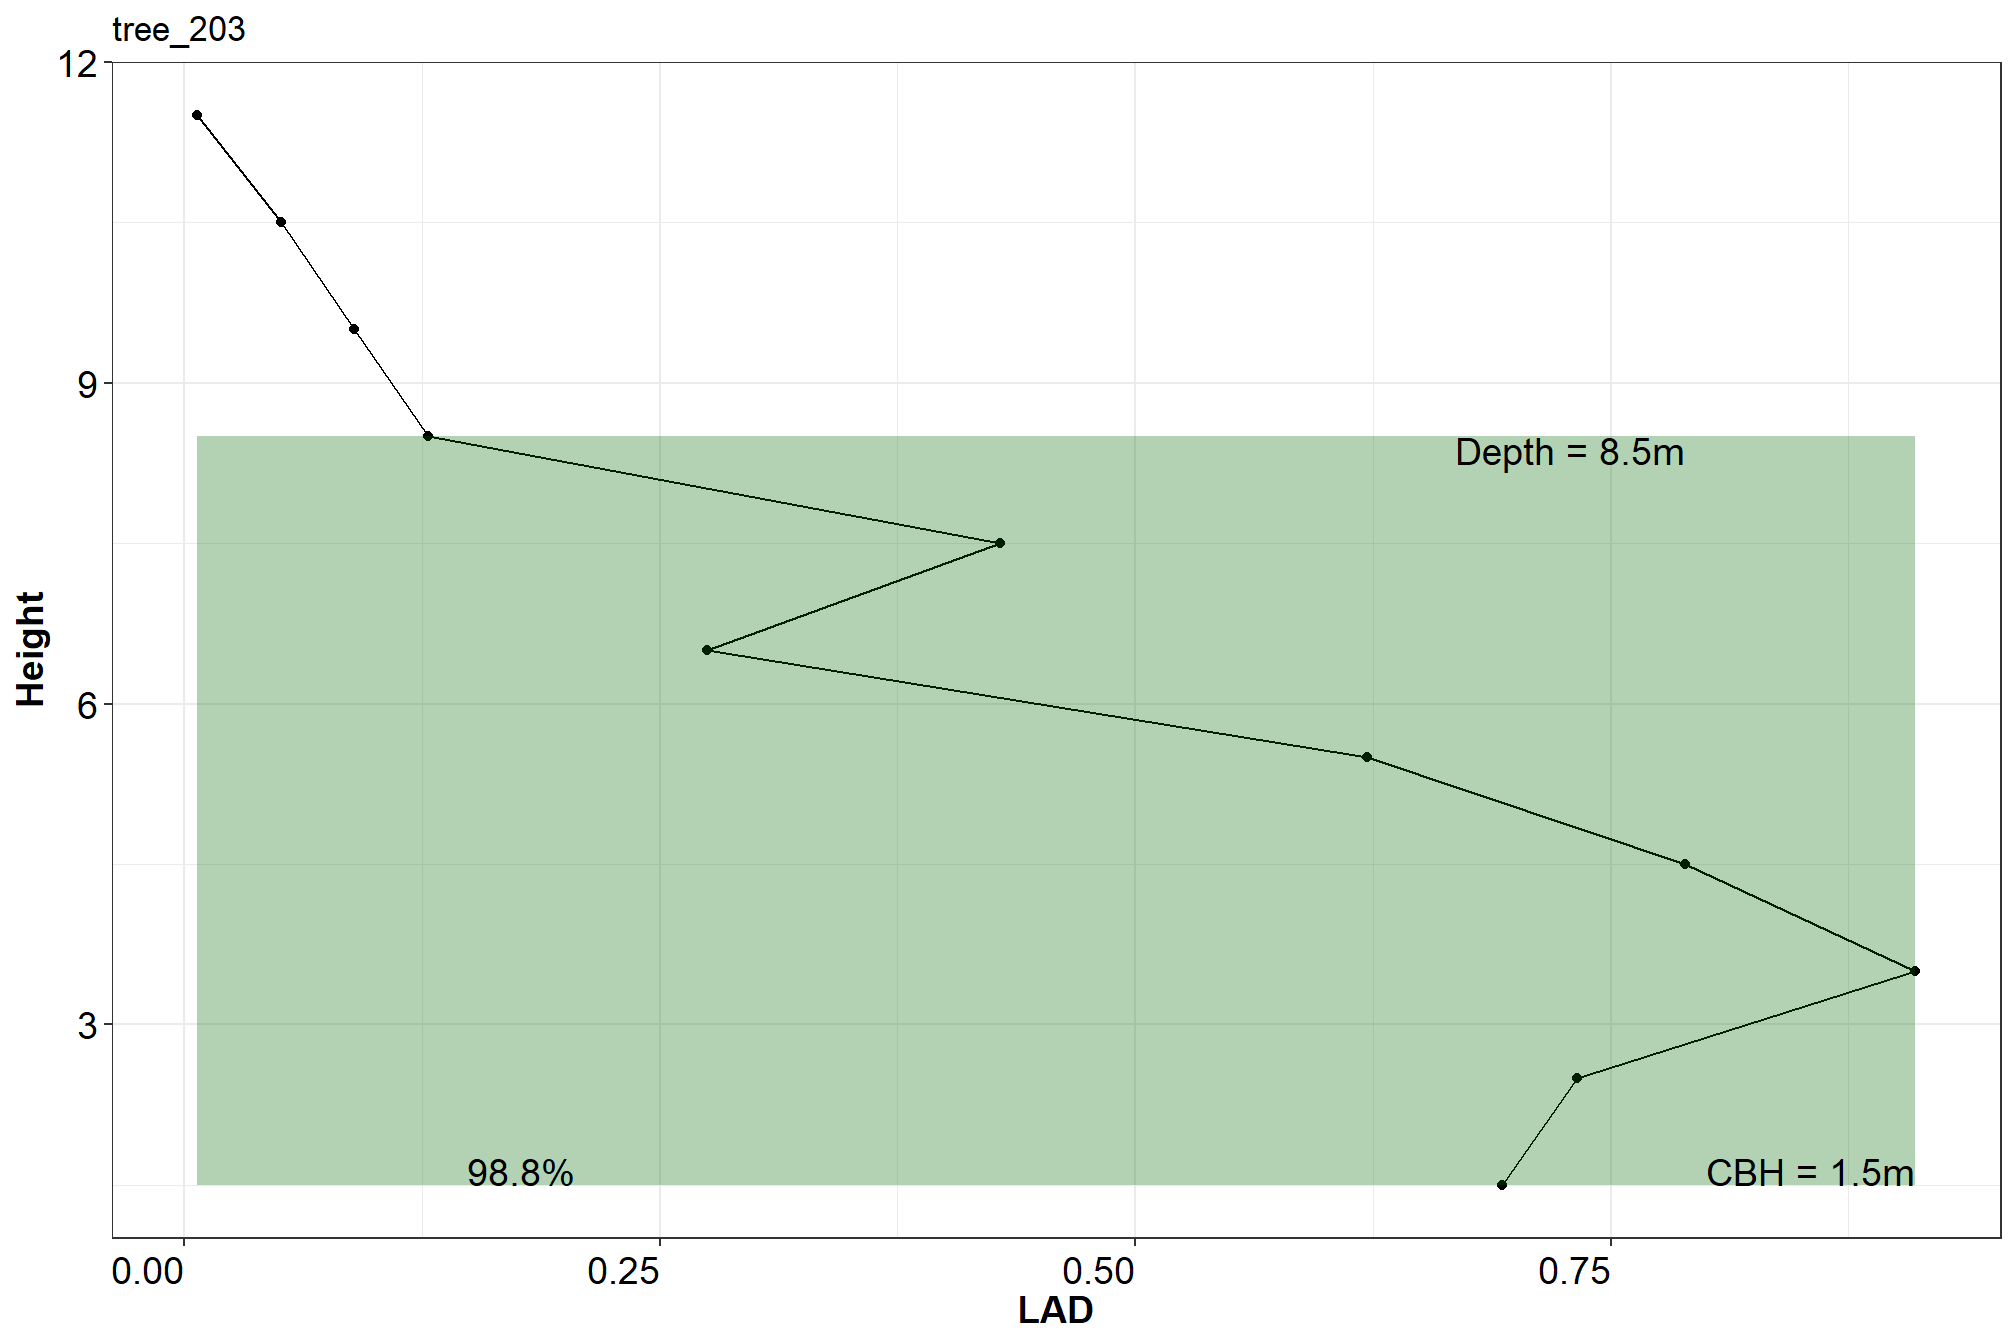 tree_203
12
9
6
3
Height
Depth = 8.5m
98.8%
CBH = 1.5m
0.00 0.25 0.50 0.75
LAD